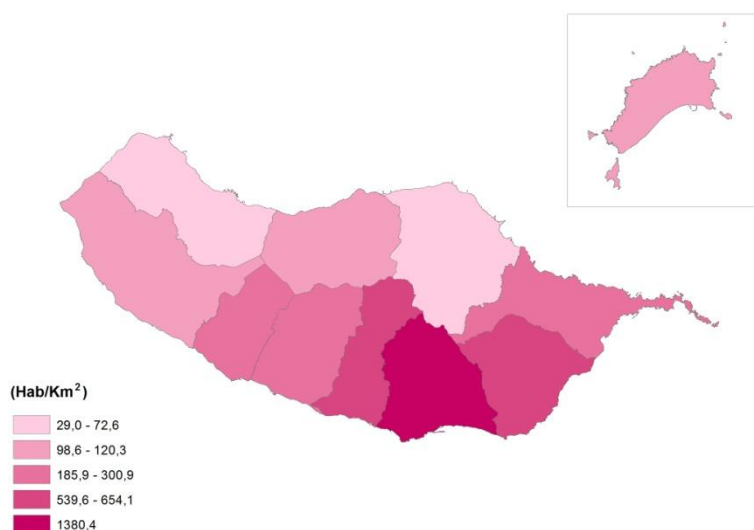 (Hab/Km²)
29,0 - 72,6
98,6 - 120,3
185,9 - 300,9
539,6 - 654,1
1380,4